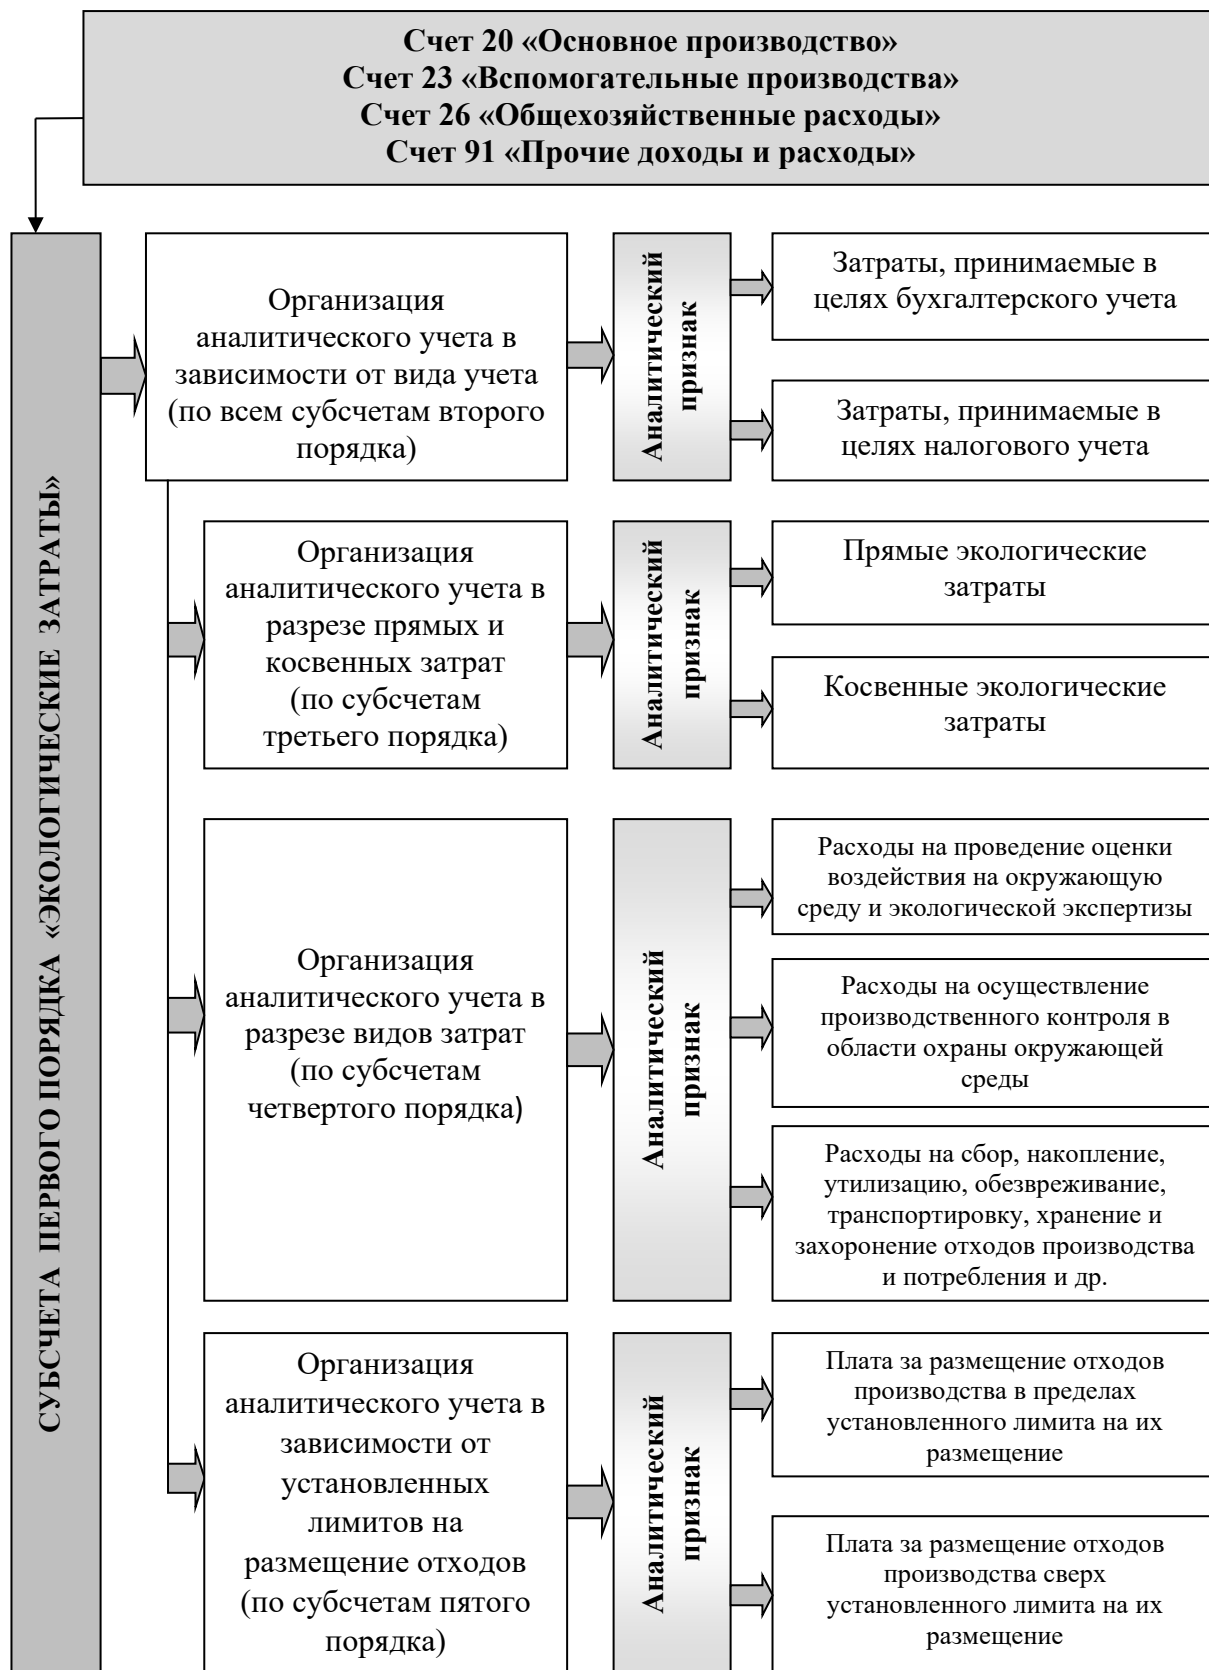 Счет 20 «Основное производство»
Счет 23 «Вспомогательные производства»
Счет 26 «Общехозяйственные расходы»
Счет 91 «Прочие доходы и расходы»
СУБСЧЕТА ПЕРВОГО ПОРЯДКА «ЭКОЛОГИЧЕСКИЕ ЗАТРАТЫ»
Организация
аналитического учета в
зависимости от вида учета
(по всем субсчетам второго
порядка)
Аналитический
признак
Затраты, принимаемые в
целях бухгалтерского учета
Затраты, принимаемые в
целях налогового учета
Организация
аналитического учета в
разрезе прямых и
косвенных затрат
(по субсчетам
третьего порядка)
Аналитический
признак
Прямые экологические
затраты
Косвенные экологические
затраты
Организация
аналитического учета в
разрезе видов затрат
(по субсчетам
четвертого порядка)
Аналитический
признак
Расходы на проведение оценки
воздействия на окружающую
среду и экологической экспертизы
Расходы на осуществление
производственного контроля в
области охраны окружающей
среды
Расходы на сбор, накопление,
утилизацию, обезвреживание,
транспортировку, хранение и
захоронение отходов производства
и потребления и др.
Организация
аналитического учета в
зависимости от
установленных
лимитов на
размещение отходов
(по субсчетам пятого
порядка)
Аналитический
признак
Плата за размещение отходов
производства в пределах
установленного лимита на их
размещение
Плата за размещение отходов
производства сверх
установленного лимита на их
размещение